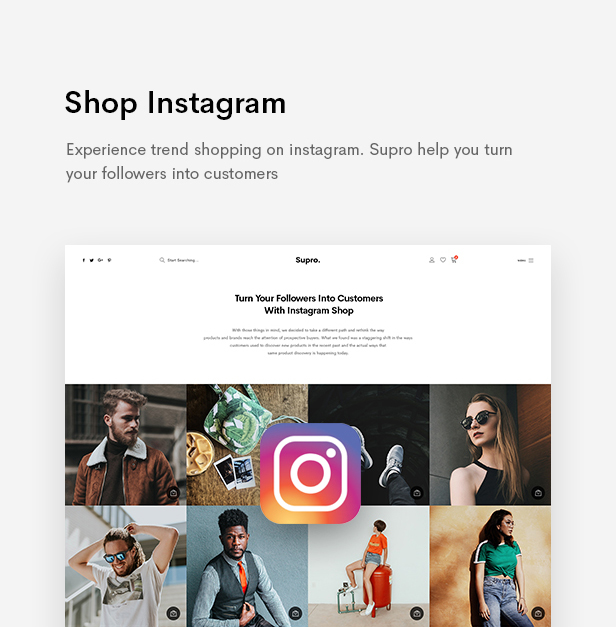 Shop Instagram
Experience trend shopping on instagram. Supro help you turn
your followers into customers
Start Searching...
Supro.
MENU
Turn Your Followers Into Customers
With Instagram Shop
With those things in mind, we decided to take a different path and rethink the way
products and brands reach the attention of prospective buyers. What we found was a staggering shift in the ways
customers used to discover new products in the recent past and the actual ways that
same product discovery is happening today.